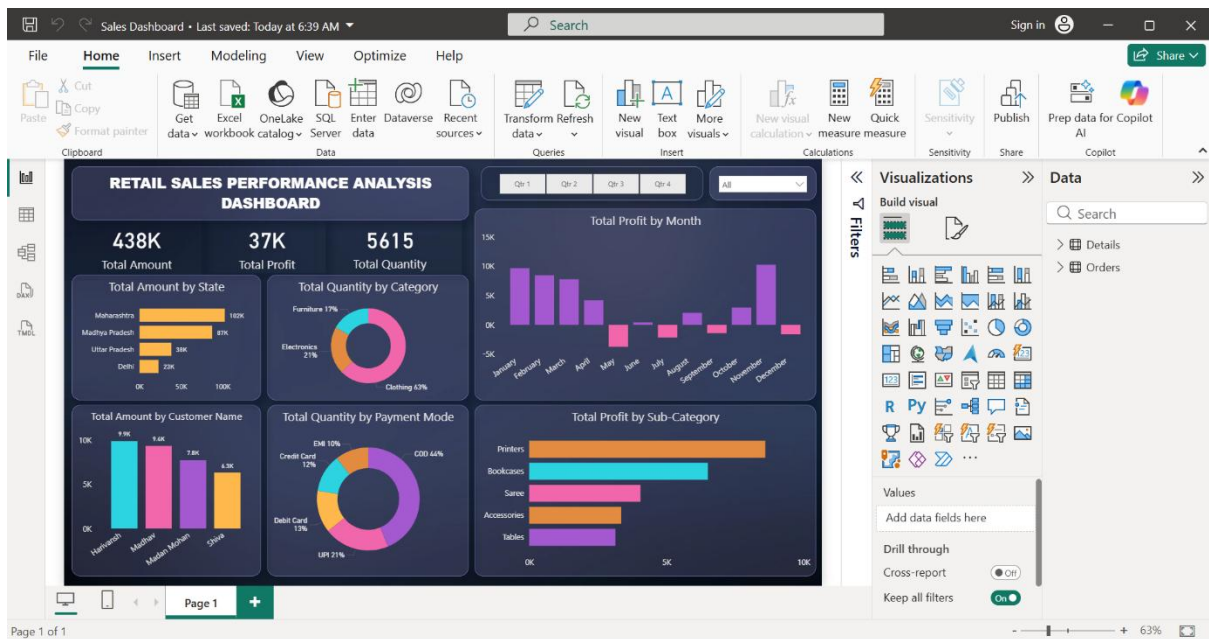 Sales Dashboard • Last saved: Today at 6:39 AM
Search
Sign in
File Home Insert Modeling View Optimize Help
Share
Paste
Cut
Copy
Format painter
Clipboard
Get data
Excel workbook
OneLake catalog
SQL Server
Enter data
Dataverse
Recent sources
Data
Transform data
Refresh
Queries
New visual
Text box
More visuals
Insert
New visual calculation
New measure
Quick measure
Calculations
Sensitivity
Sensitivity
Publish
Share
Prep data for AI
Copilot
Copilot
RETAIL SALES PERFORMANCE ANALYSIS
DASHBOARD
Qtr 1 Qtr 2 Qtr 3 Qtr 4
All
438K
Total Amount
37K
Total Profit
5615
Total Quantity
Total Amount by State
Maharashtra 102K
Madhya Pradesh 87K
Uttar Pradesh 38K
Delhi 23K
0K 50K 100K
Total Quantity by Category
Furniture 17%
Electronics
21%
Clothing 63%
Total Profit by Month
15K
10K
5K
0K
-5K
January February March April May June July August September October November December
Total Amount by Customer Name
10K
5K
0K
9.9K 9.4K 7.8K 6.3K
Harivansh Madhav Madan Mohan Shiva
Total Quantity by Payment Mode
EMI 10%
Credit Card
12%
COD 44%
Debit Card
13%
UPI 21%
Total Profit by Sub-Category
Printers
Bookcases
Saree
Accessories
Tables
0K 5K 10K
Filters
Visualizations
Build visual
123
R Py
Values
Add data fields here
Drill through
Cross-report Off
Keep all filters On
Data
Search
Details
Orders
Page 1
Page 1 of 1
63%